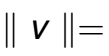 ‖ v ‖=